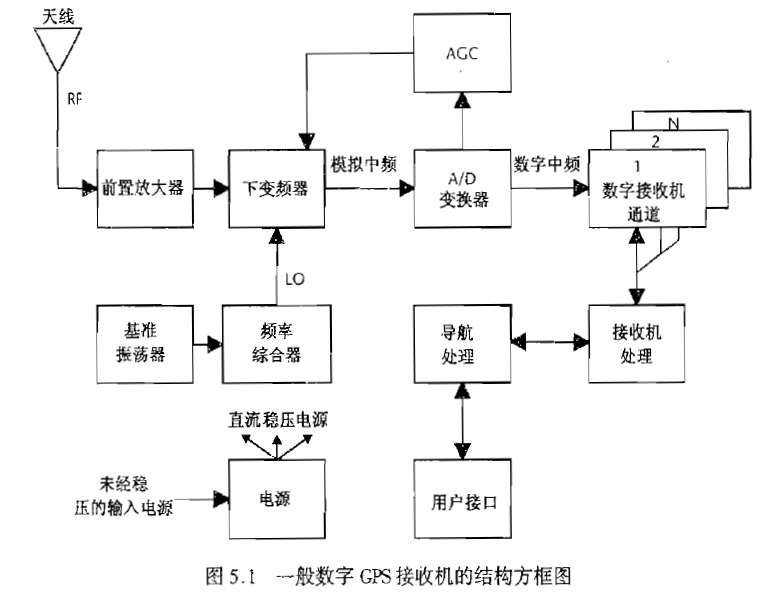 天线
RF
AGC
N
2
前置放大器
下变频器
模拟中频
A/D
变换器
数字中频
1
数字接收机
通道
LO
基准
振荡器
频率
综合器
导航
处理
接收机
处理
直流稳压电源
未经稳
压的输入电源
电源
用户接口
图 5.1 一般数字 GPS 接收机的结构方框图